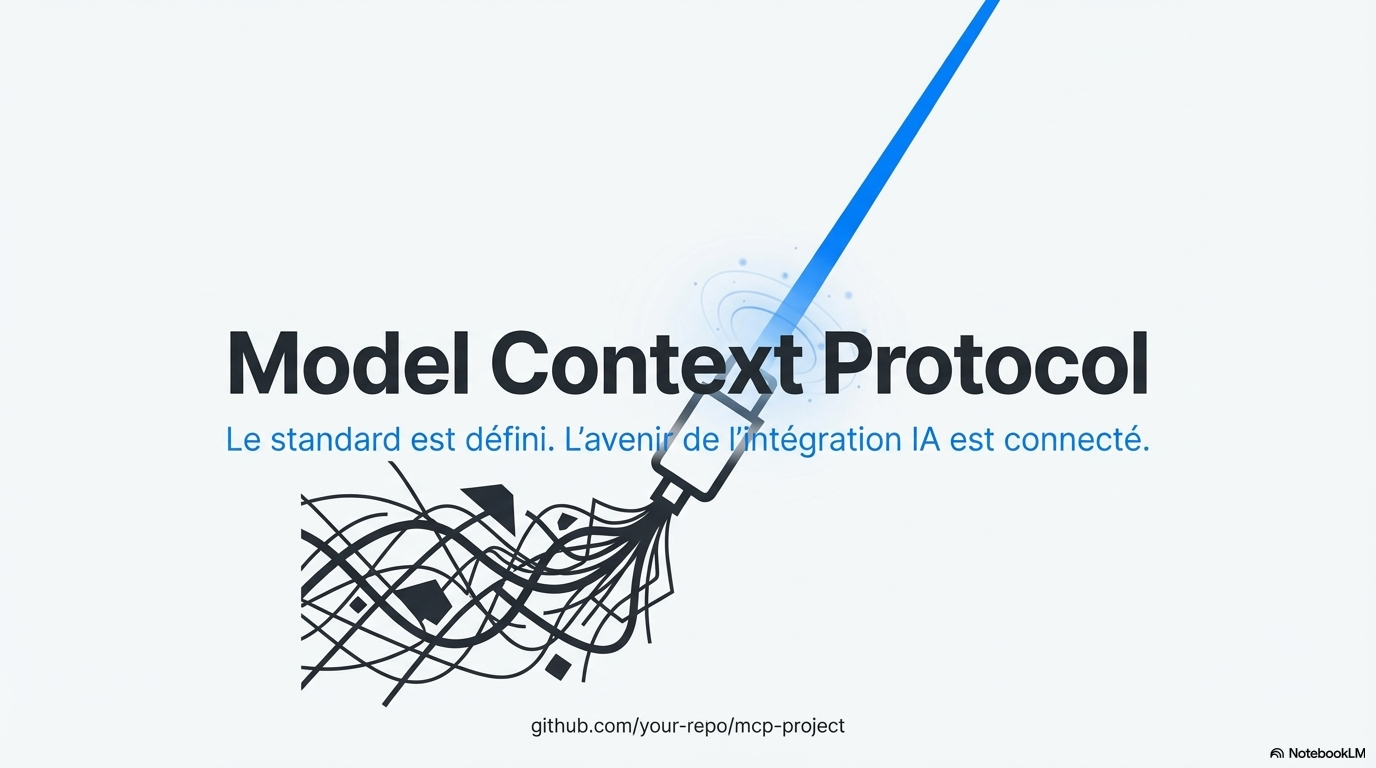 Model Context Protocol
Le standard est défini. L’avenir de l’intégration IA est connecté.
github.com/your-repo/mcp-project
NotebookLM